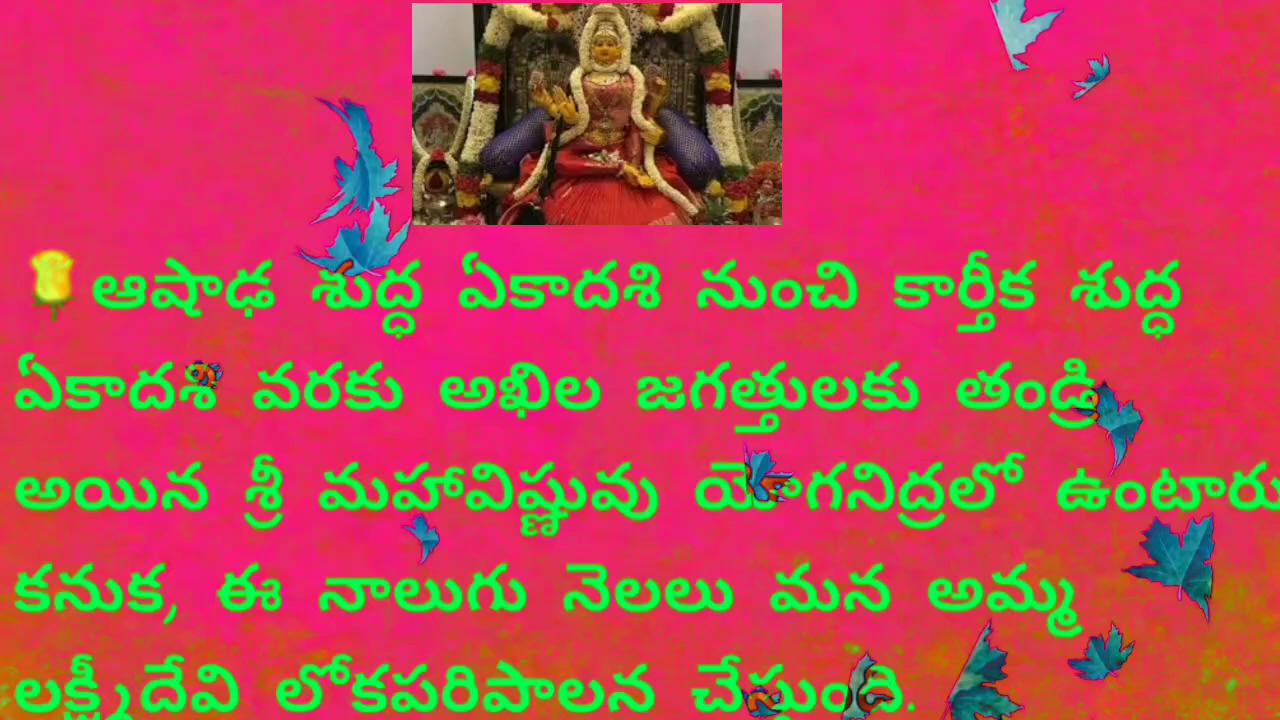 ఆషాఢ శుద్ధ ఏకాదశి నుంచి కార్తీక శుద్ధ
ఏకాదశి వరకు అఖిల జగత్తులకు తండ్రి
అయిన శ్రీ మహావిష్ణువు యోగనిద్రలో ఉంటారు
కనుక, ఈ నాలుగు నెలలు మన అమ్మ
లక్ష్మీదేవి లోకపరిపాలన చేస్తుంది.